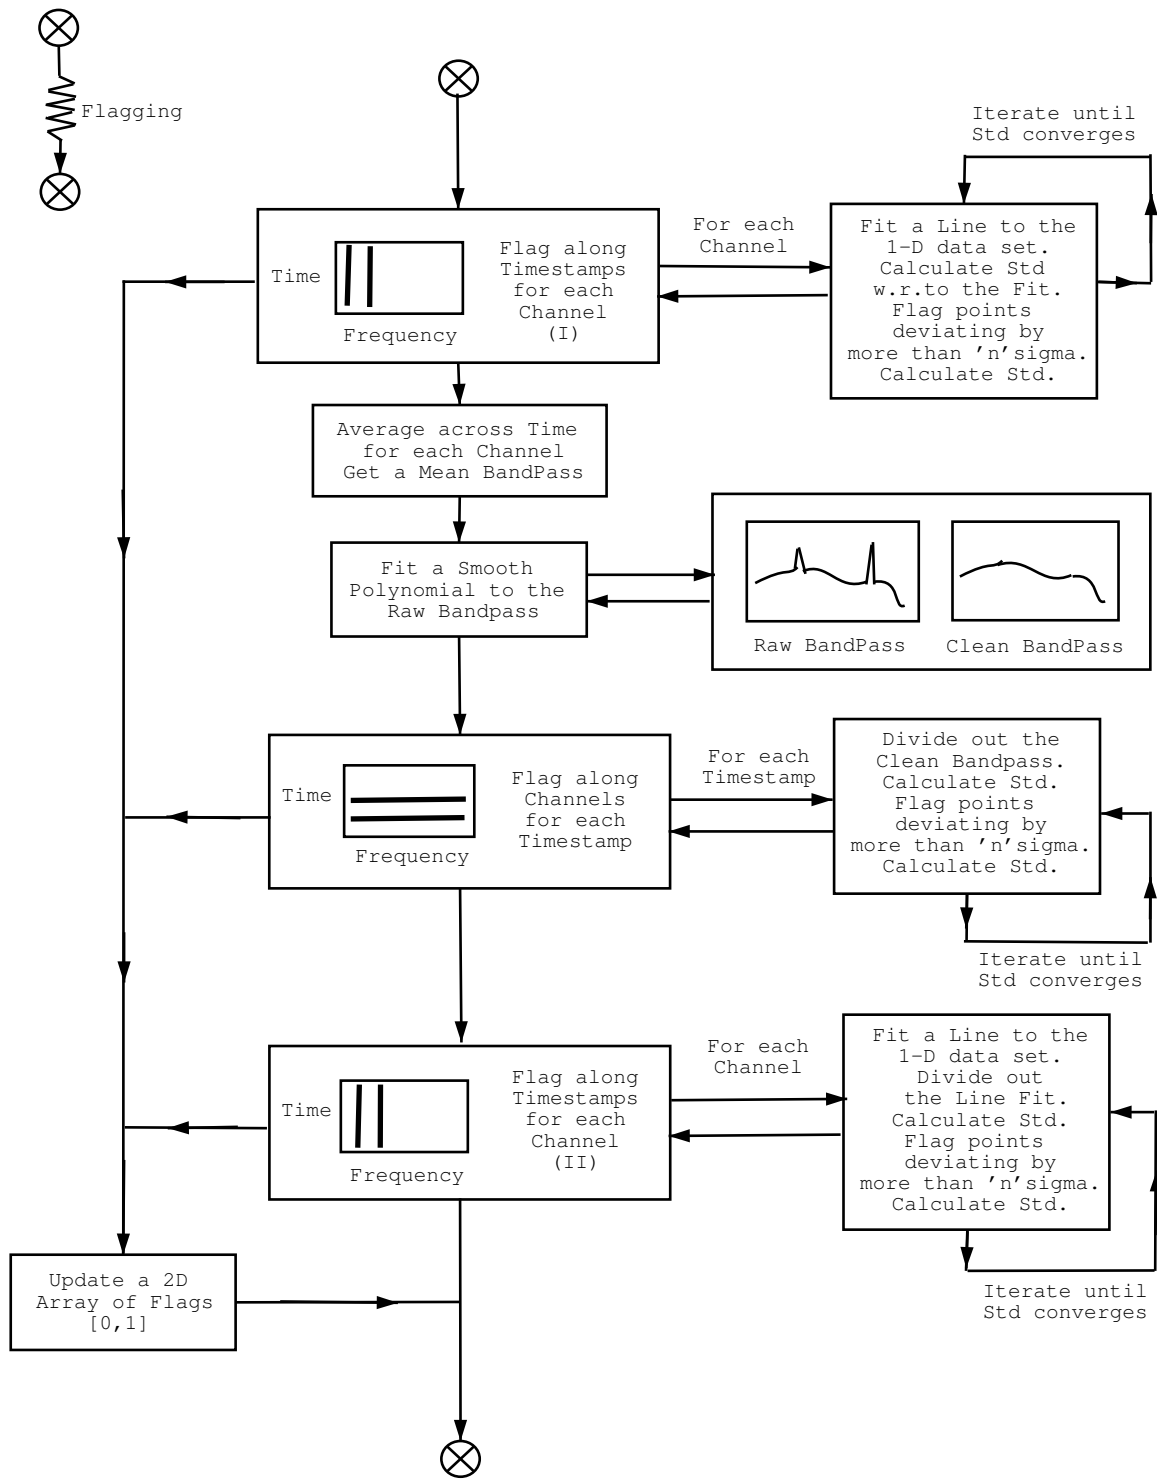 Flagging
Iterate until
Std converges
Time
Frequency
Flag along
Timestamps
for each
Channel
(I)
For each
Channel
Fit a Line to the
1-D data set.
Calculate Std
w.r.to the Fit.
Flag points
deviating by
more than 'n'sigma.
Calculate Std.
Average across Time
for each Channel
Get a Mean BandPass
Fit a Smooth
Polynomial to the
Raw Bandpass
Raw BandPass
Clean BandPass
Time
Frequency
Flag along
Channels
for each
Timestamp
For each
Timestamp
Divide out the
Clean Bandpass.
Calculate Std.
Flag points
deviating by
more than 'n'sigma.
Calculate Std.
Iterate until
Std converges
Time
Frequency
Flag along
Timestamps
for each
Channel
(II)
For each
Channel
Fit a Line to the
1-D data set.
Divide out
the Line Fit.
Calculate Std.
Flag points
deviating by
more than 'n'sigma.
Calculate Std.
Iterate until
Std converges
Update a 2D
Array of Flags
[0,1]